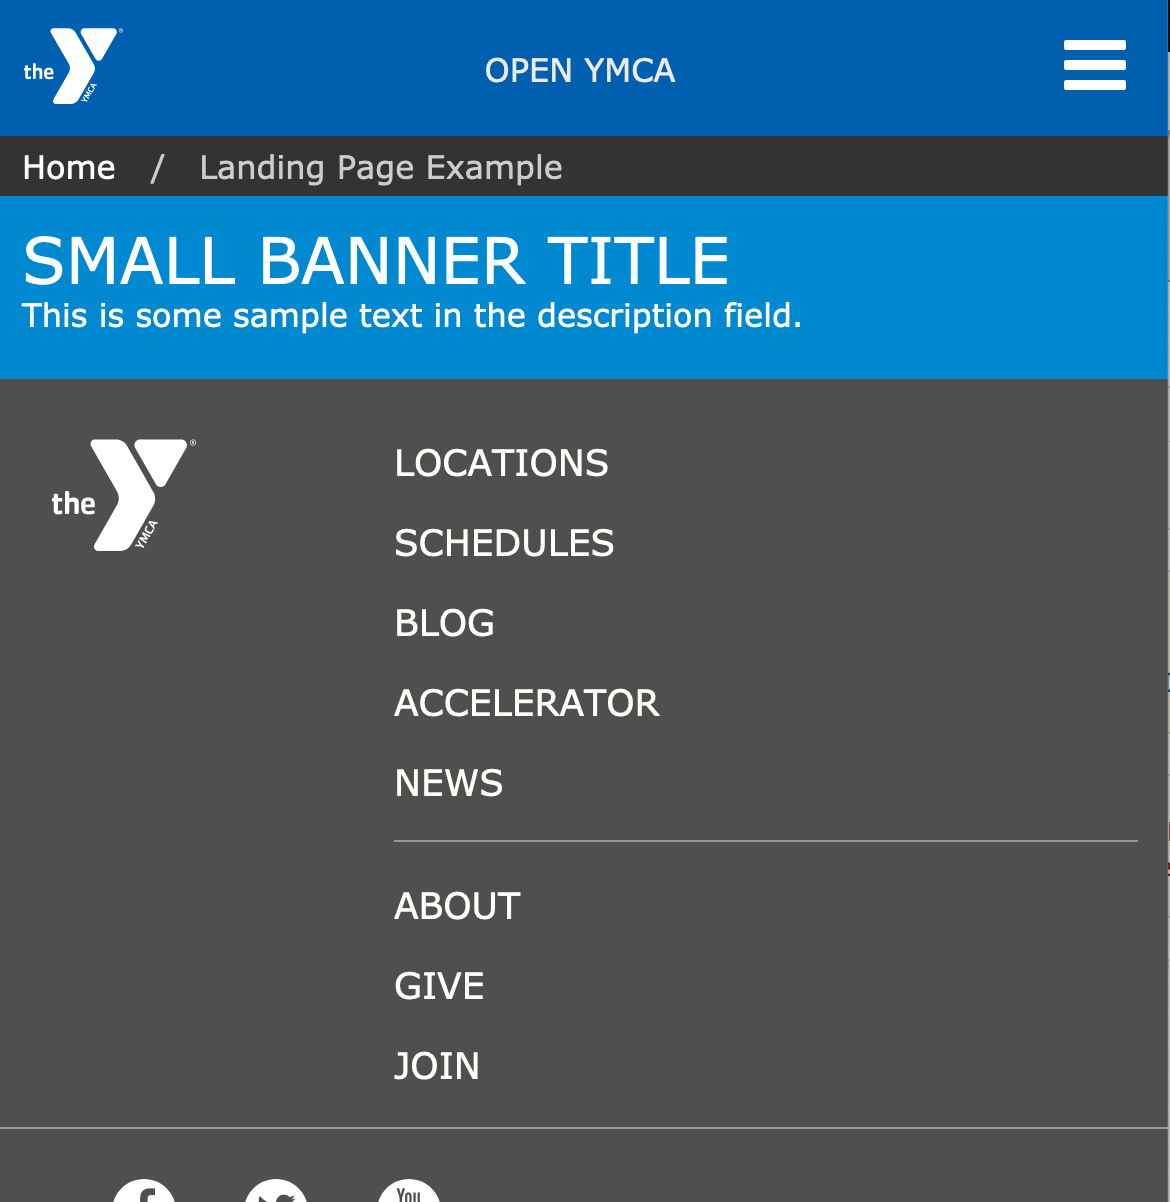 the
YMCA
OPEN YMCA
Home / Landing Page Example
SMALL BANNER TITLE
This is some sample text in the description field.
the
YMCA
LOCATIONS
SCHEDULES
BLOG
ACCELERATOR
NEWS
ABOUT
GIVE
JOIN
You